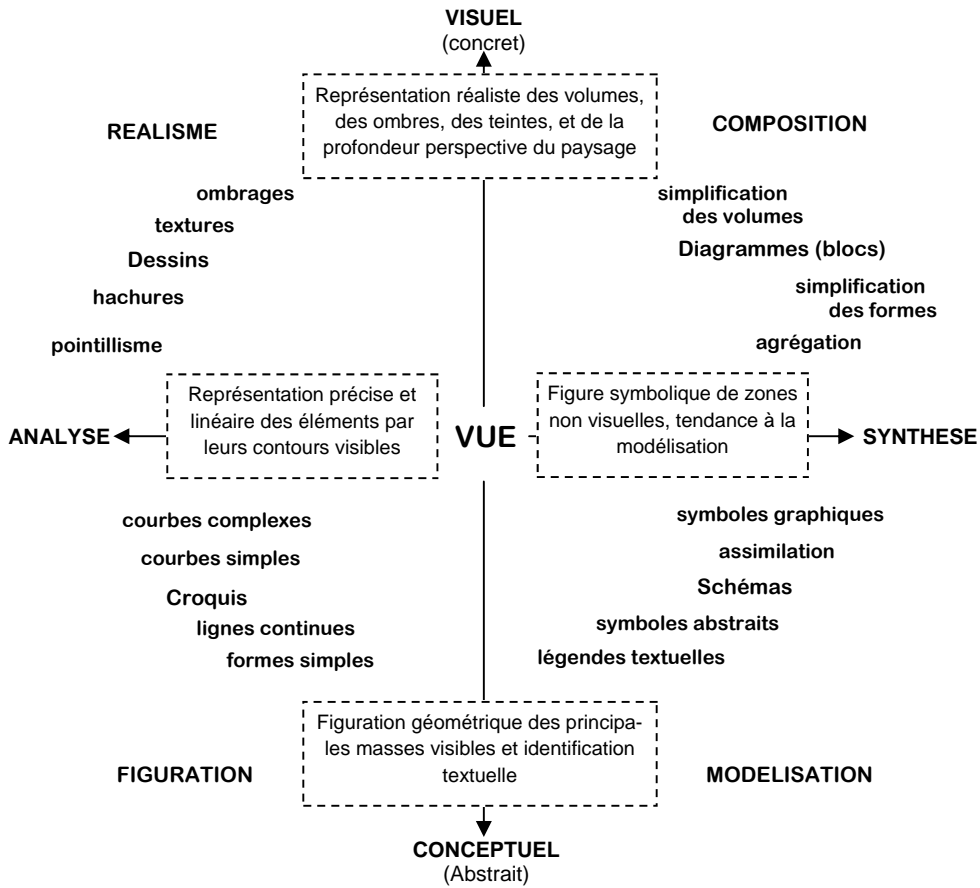 VISUEL
(concret)
Représentation réaliste des volumes,
des ombres, des teintes, et de la
profondeur perspective du paysage
REALISME
COMPOSITION
ombrages
textures
Dessins
hachures
pointillisme
simplification
des volumes
Diagrammes (blocs)
simplification
des formes
agrégation
ANALYSE
Représentation précise et
linéaire des éléments par
leurs contours visibles
VUE
Figure symbolique de zones
non visuelles, tendance à la
modélisation
SYNTHESE
courbes complexes
courbes simples
Croquis
lignes continues
formes simples
symboles graphiques
assimilation
Schémas
symboles abstraits
légendes textuelles
Figuration géométrique des principa-
les masses visibles et identification
textuelle
FIGURATION
MODELISATION
CONCEPTUEL
(Abstrait)